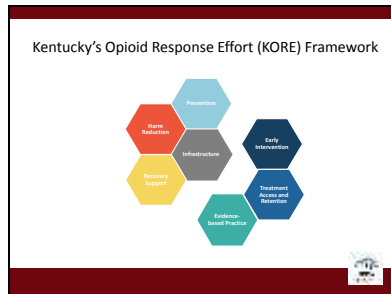 Kentucky's Opioid Response Effort (KORE) Framework
Prevention
Harm
Reduction
Early
Intervention
Infrastructure
Recovery
Support
Treatment
Access and
Retention
Evidence-
based Practice